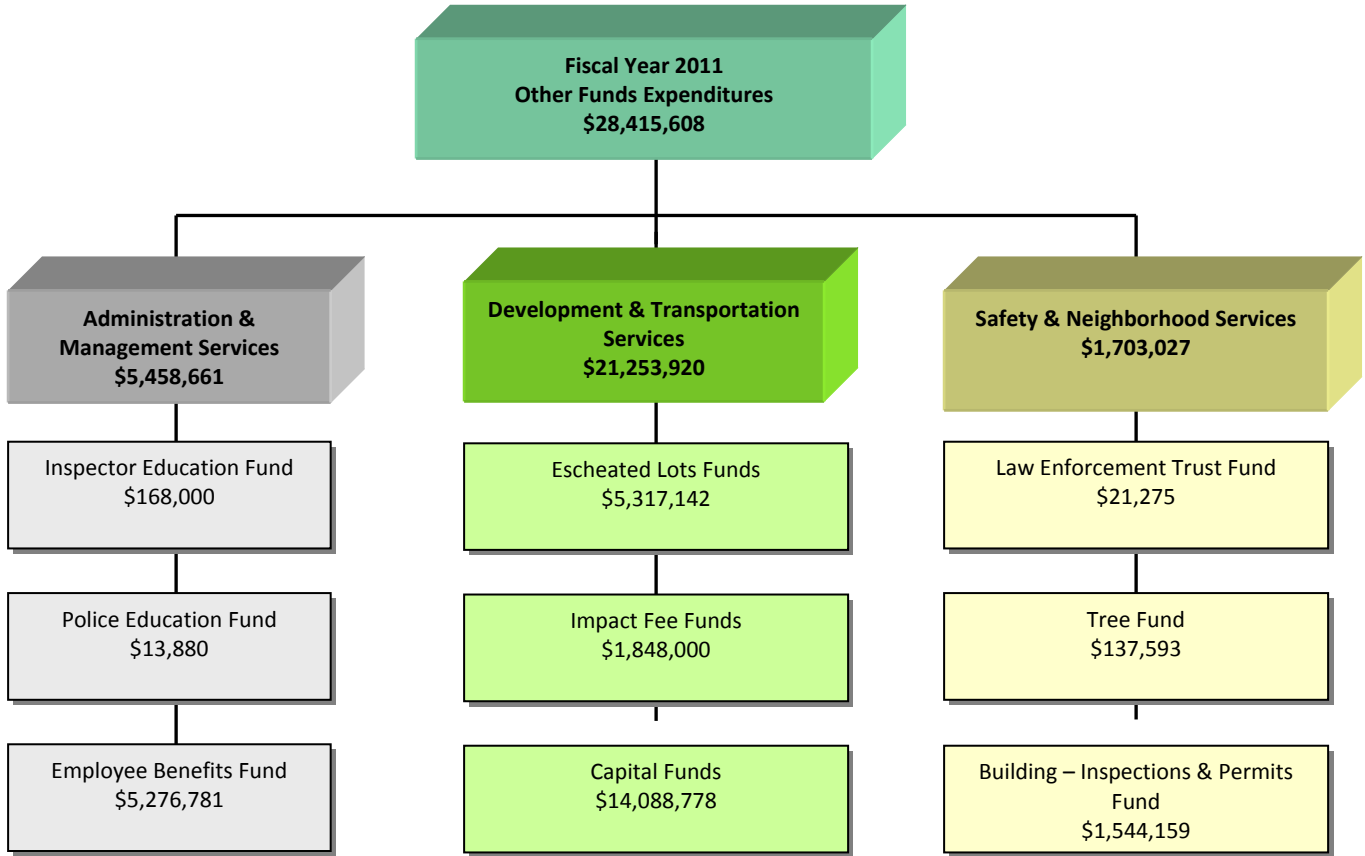 Fiscal Year 2011
Other Funds Expenditures
$28,415,608
Administration &
Management Services
$5,458,661
Development & Transportation
Services
$21,253,920
Safety & Neighborhood Services
$1,703,027
Inspector Education Fund
$168,000
Escheated Lots Funds
$5,317,142
Law Enforcement Trust Fund
$21,275
Police Education Fund
$13,880
Impact Fee Funds
$1,848,000
Tree Fund
$137,593
Employee Benefits Fund
$5,276,781
Capital Funds
$14,088,778
Building – Inspections & Permits
Fund
$1,544,159